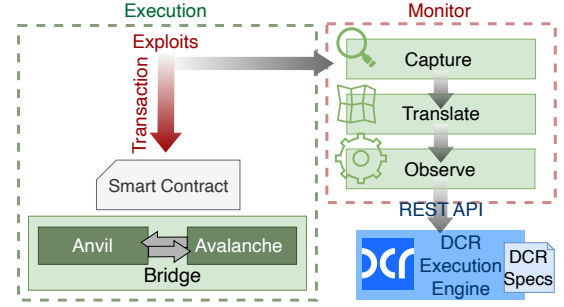 Execution
Exploits
Transaction
Smart Contract
Anvil
Avalanche
Bridge
Monitor
Capture
Translate
Observe
REST API
DCR
DCR
Execution
Engine
DCR
Specs